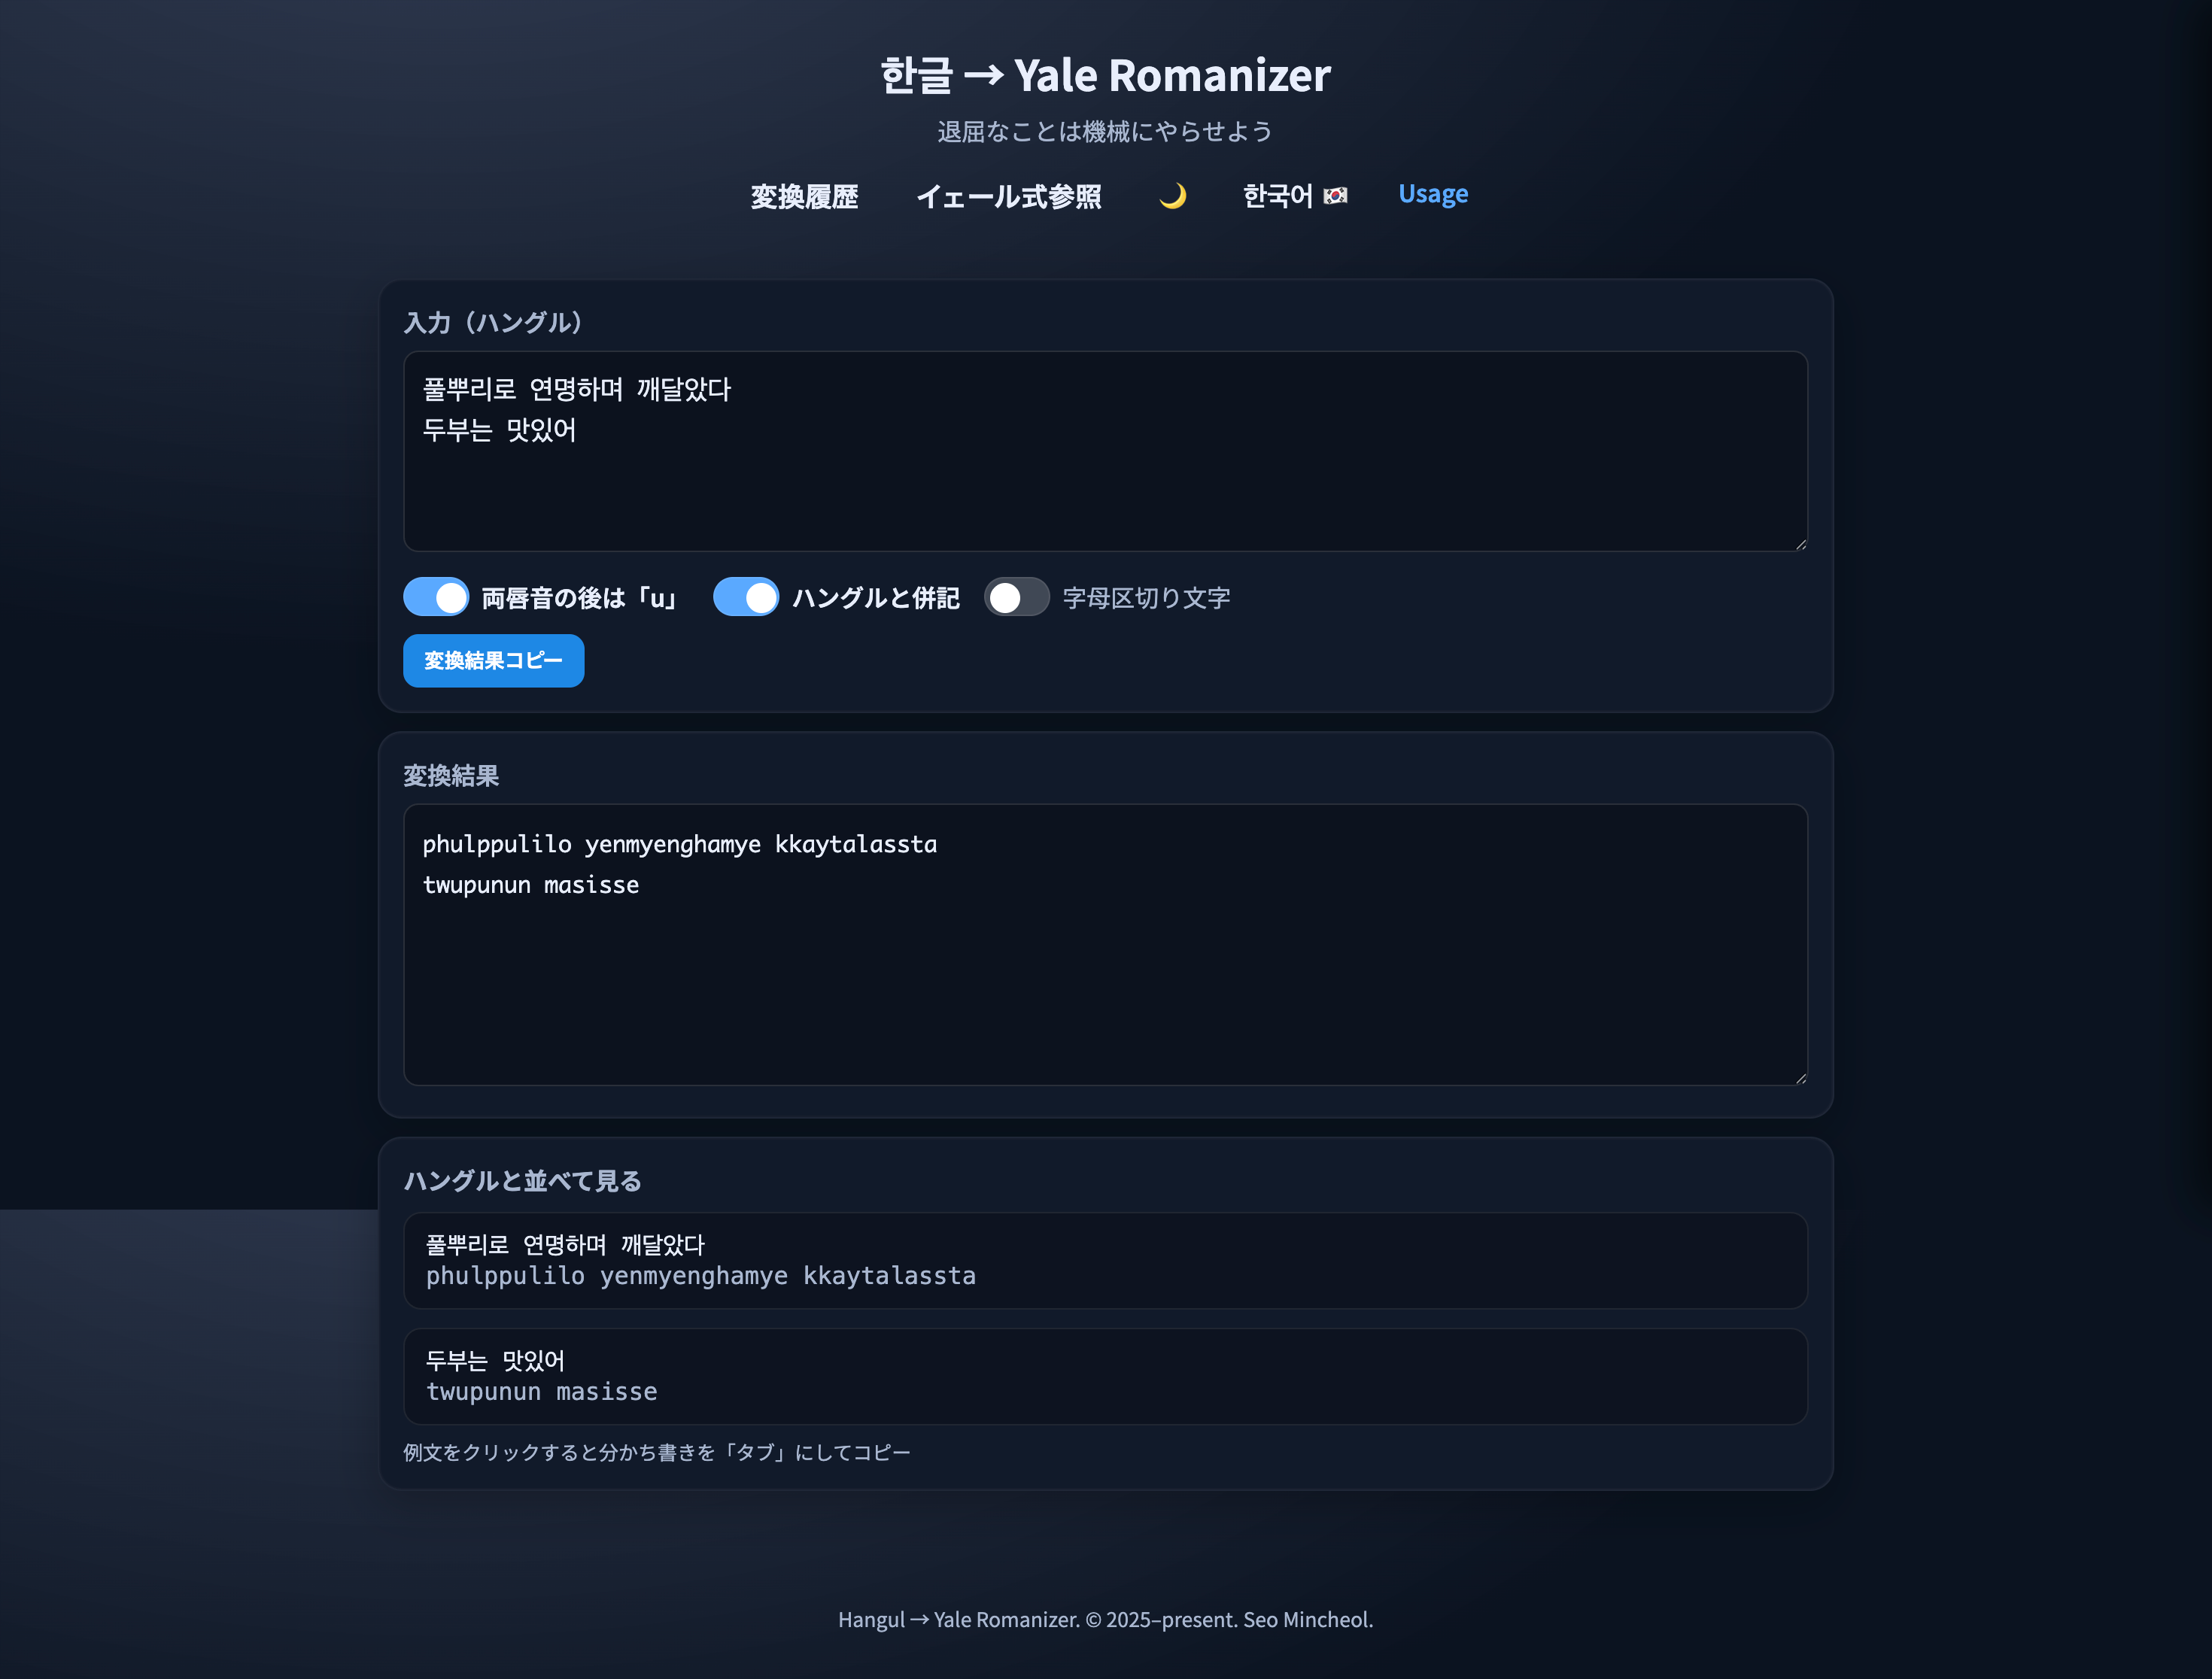 한글 → Yale Romanizer
退屈なことは機械にやらせよう
変換履歴 イェール式参照 🌙 한국어 🇰🇷 Usage
入力（ハングル）
풀뿌리로 연명하며 깨달았다
두부는 맛있어
両唇音の後は「u」 ハングルと併記 字母区切り文字
変換結果コピー
変換結果
phulppulilo yenmyenghamye kkaytalassta
twupunun masisse
ハングルと並べて見る
풀뿌리로 연명하며 깨달았다
phulppulilo yenmyenghamye kkaytalassta
두부는 맛있어
twupunun masisse
例文をクリックすると分かち書きを「タブ」にしてコピー
Hangul → Yale Romanizer. © 2025–present. Seo Mincheol.